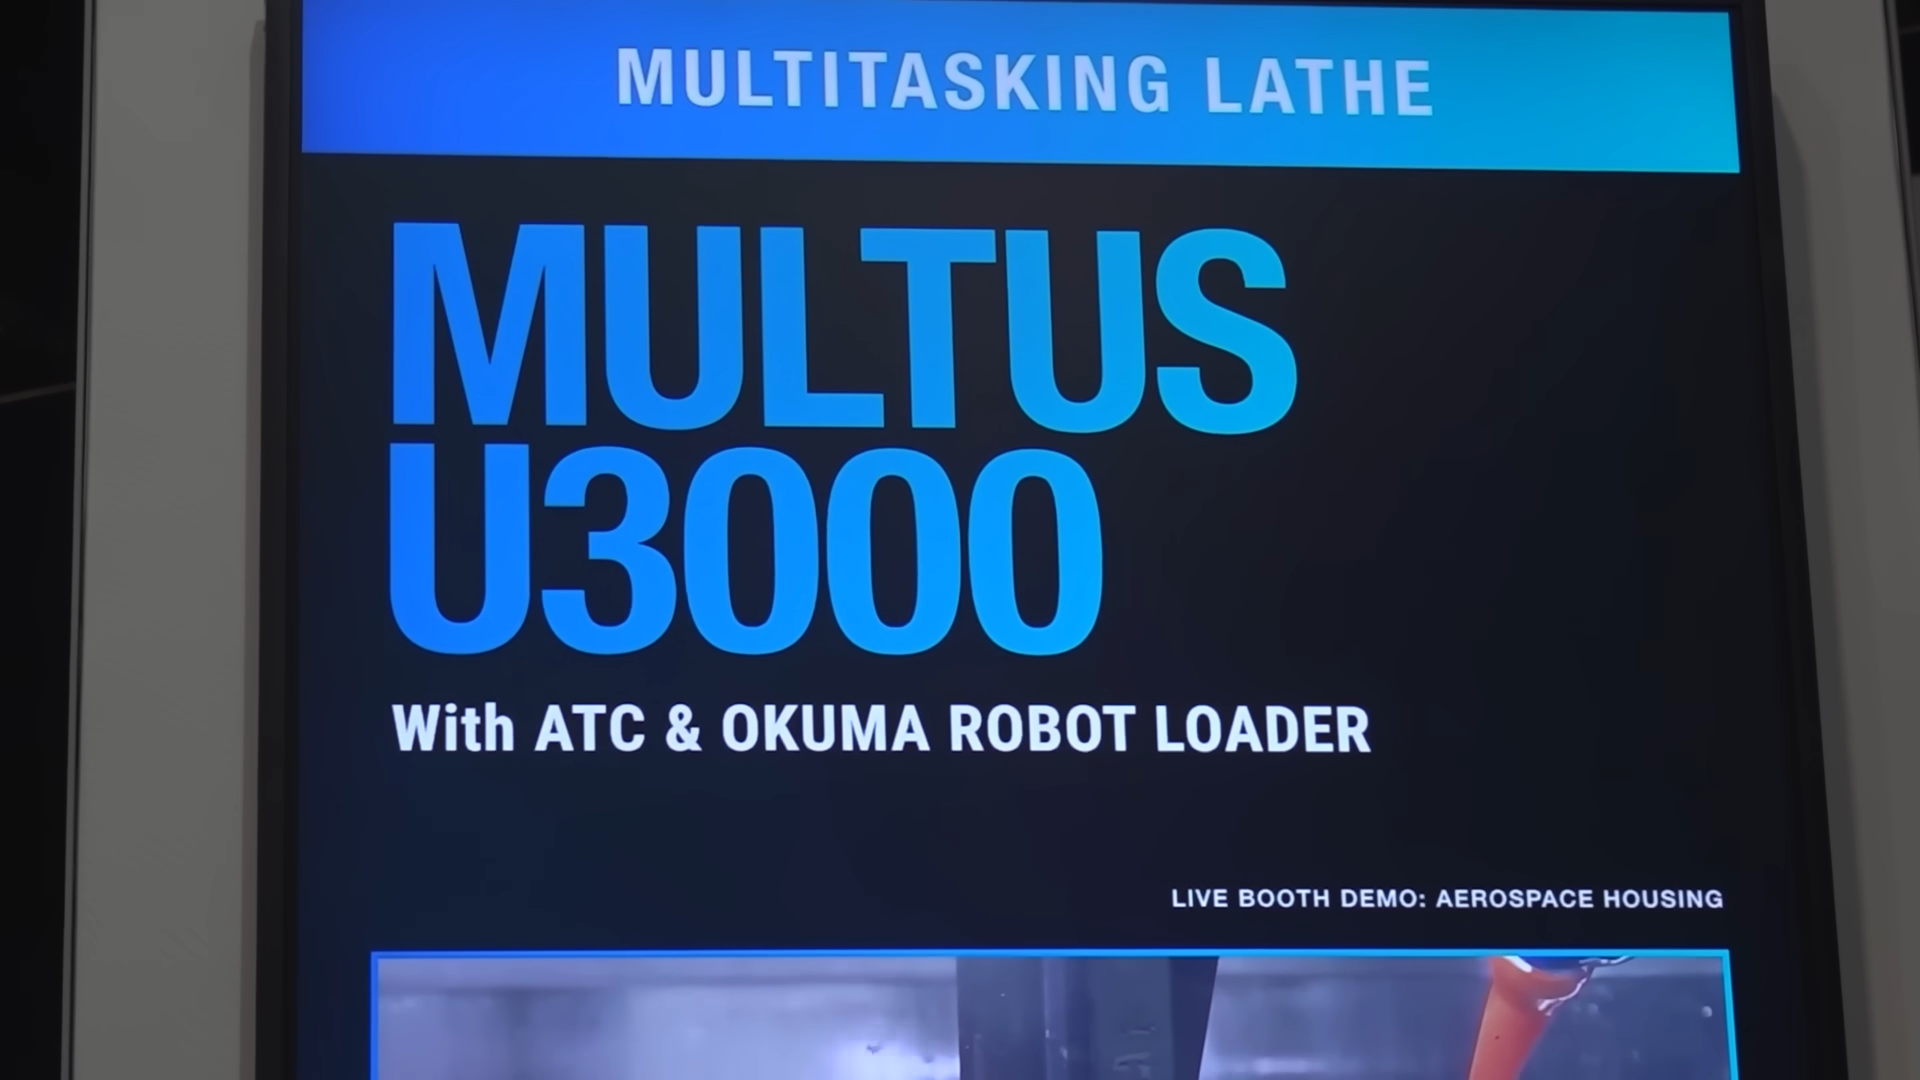 MULTITASKING LATHE
MULTUS
U3000
With ATC & OKUMA ROBOT LOADER
LIVE BOOTH DEMO: AEROSPACE HOUSING